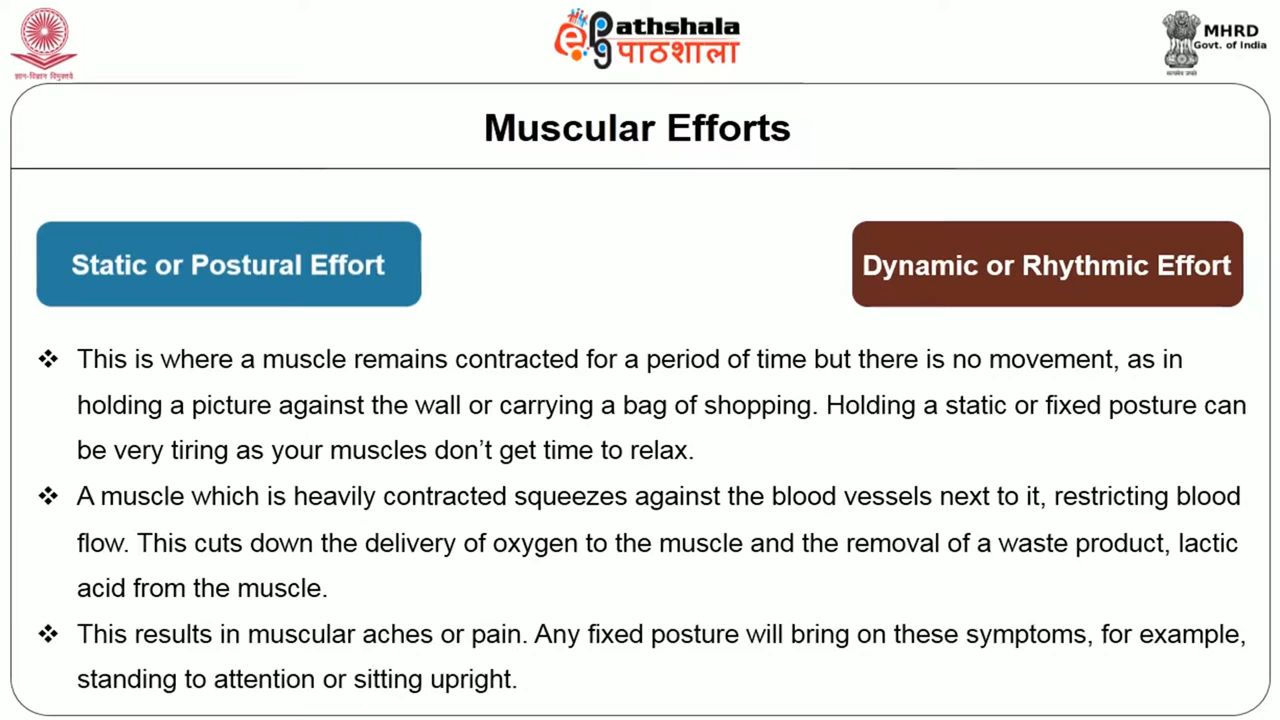 ज्ञान-विज्ञान विमुक्तये
ePg Pathshala
पाठशाला
MHRD
Govt. of India
सत्यमेव जयते
Muscular Efforts
Static or Postural Effort
Dynamic or Rhythmic Effort
❖ This is where a muscle remains contracted for a period of time but there is no movement, as in
holding a picture against the wall or carrying a bag of shopping. Holding a static or fixed posture can
be very tiring as your muscles don’t get time to relax.
❖ A muscle which is heavily contracted squeezes against the blood vessels next to it, restricting blood
flow. This cuts down the delivery of oxygen to the muscle and the removal of a waste product, lactic
acid from the muscle.
❖ This results in muscular aches or pain. Any fixed posture will bring on these symptoms, for example,
standing to attention or sitting upright.